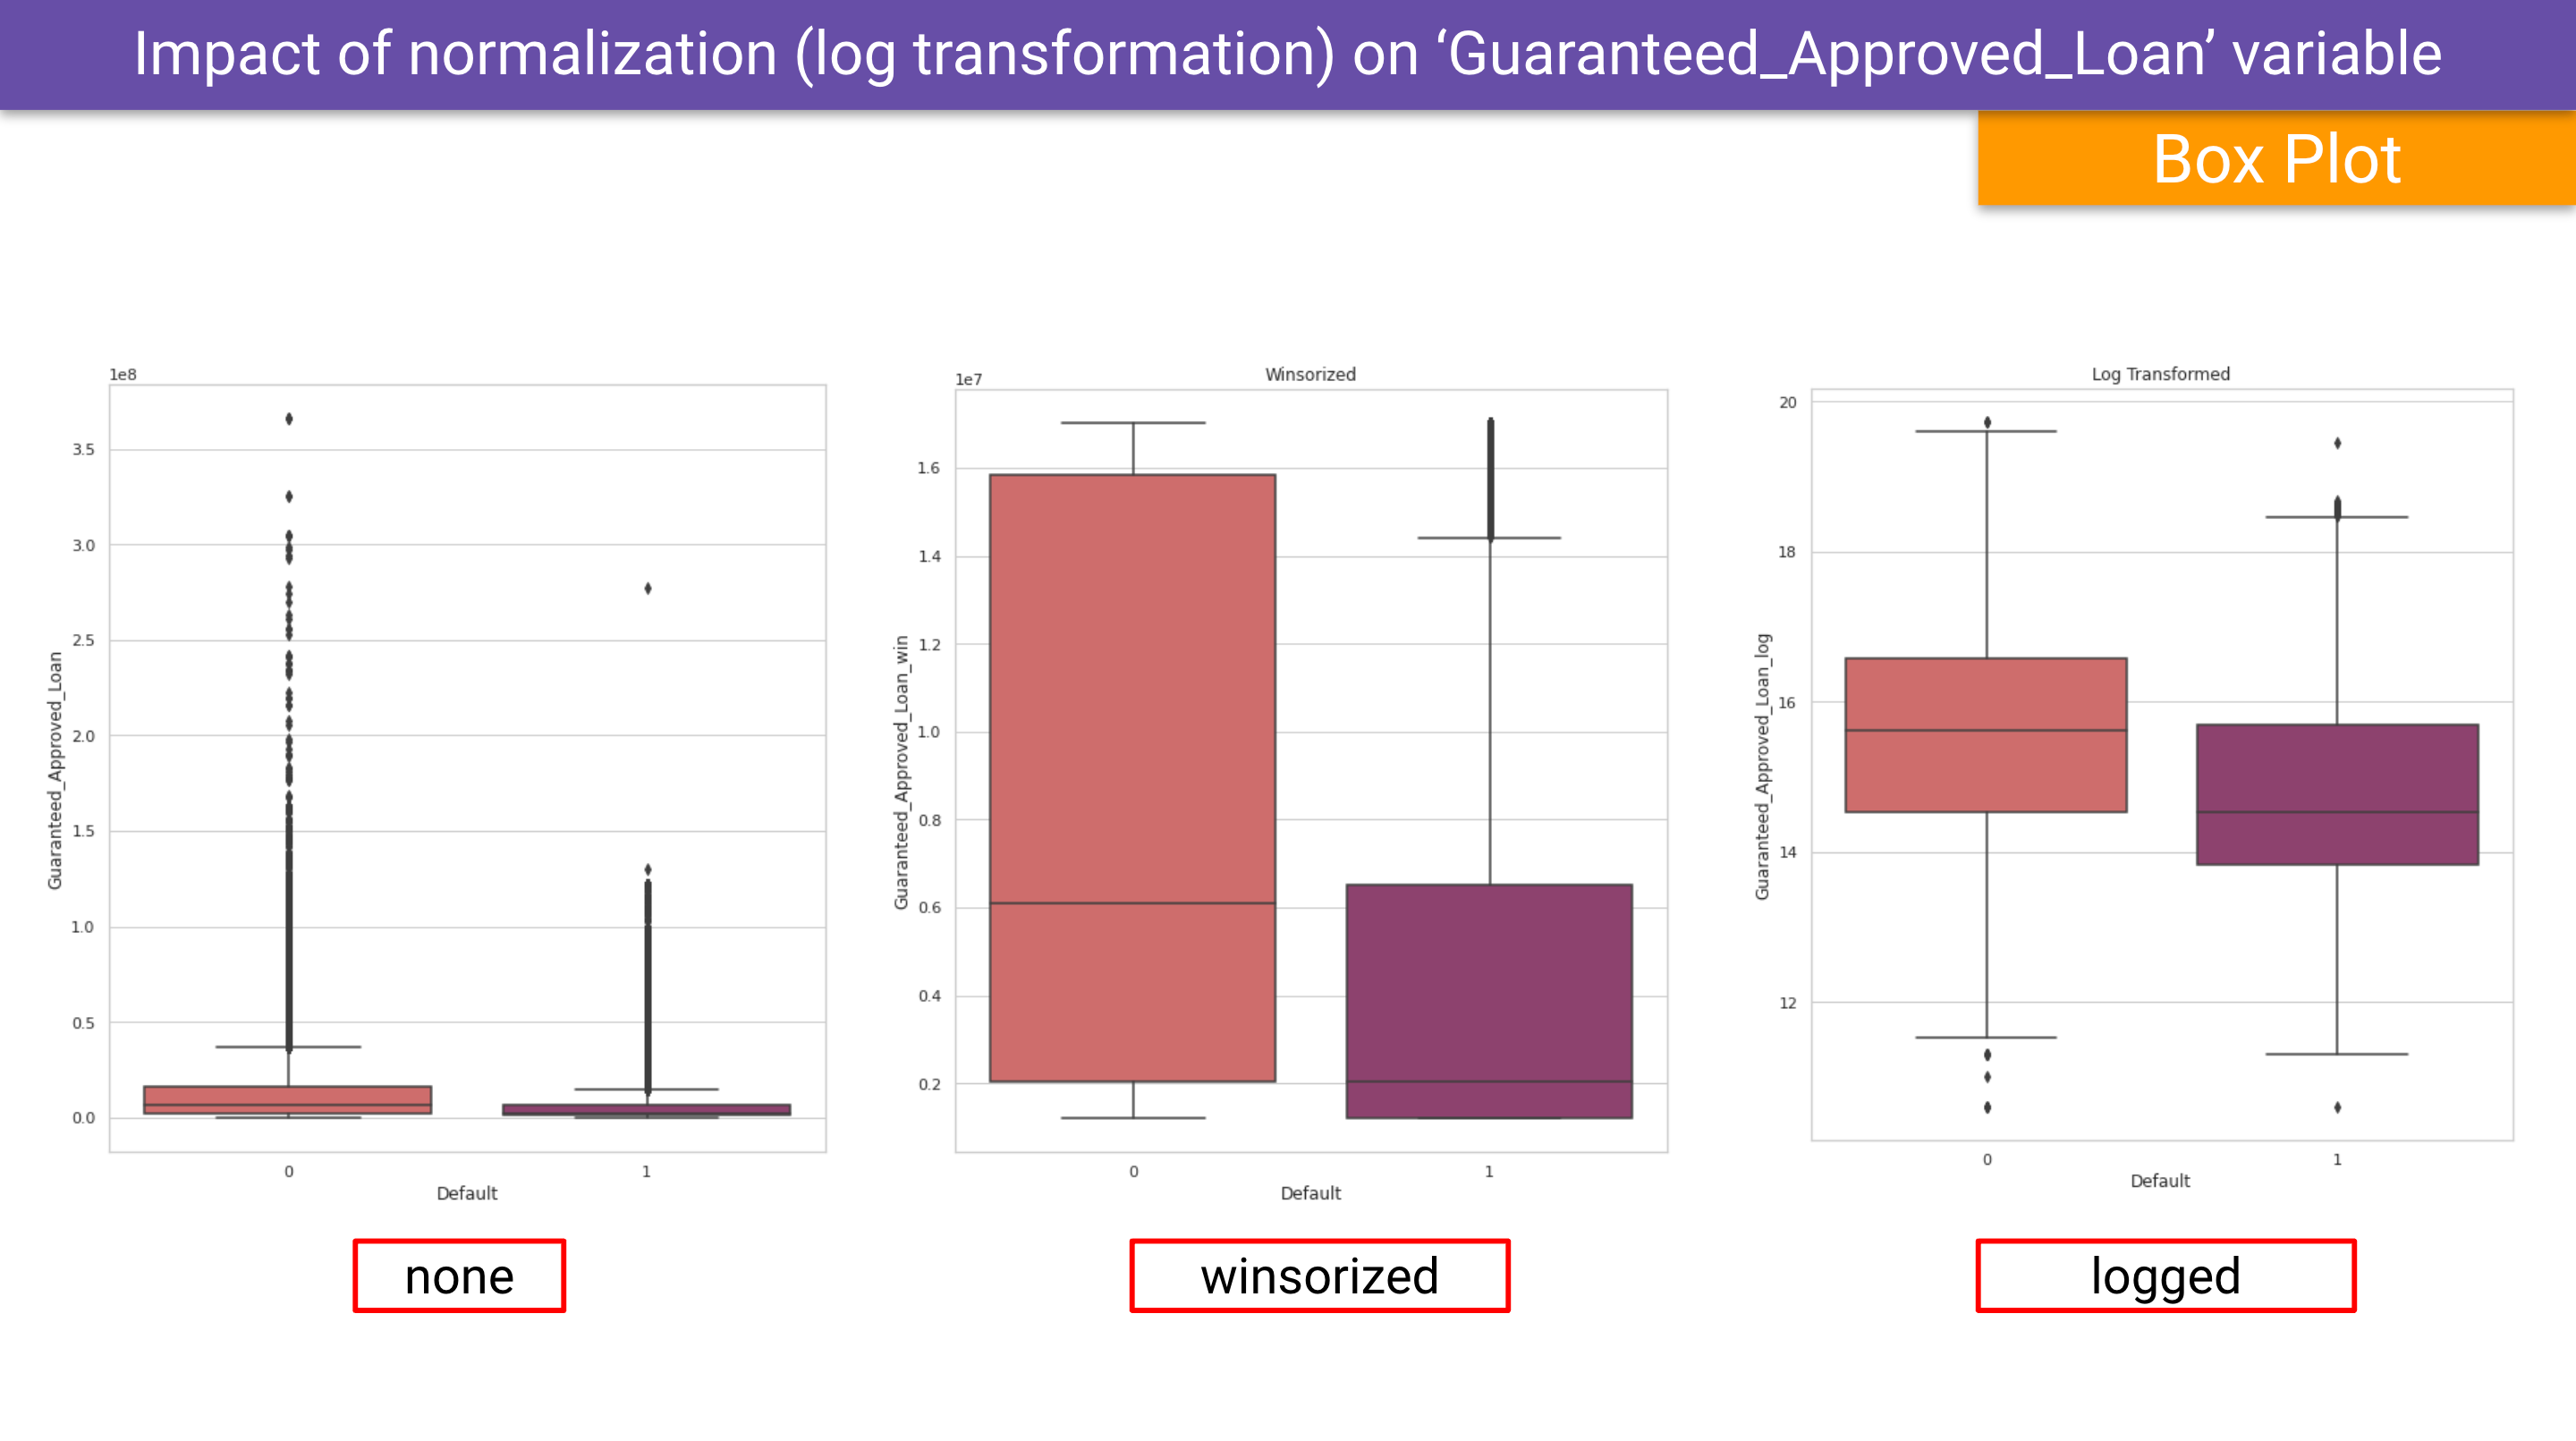 Impact of normalization (log transformation) on ‘Guaranteed_Approved_Loan’ variable
Box Plot
1e8
3.5
3.0
2.5
2.0
1.5
1.0
0.5
0.0
Guaranteed_Approved_Loan
0 1
Default
none
Winsorized
1e7
1.6
1.4
1.2
1.0
0.8
0.6
0.4
0.2
Guaranteed_Approved_Loan_win
0 1
Default
winsorized
Log Transformed
20
18
16
14
12
Guaranteed_Approved_Loan_log
0 1
Default
logged